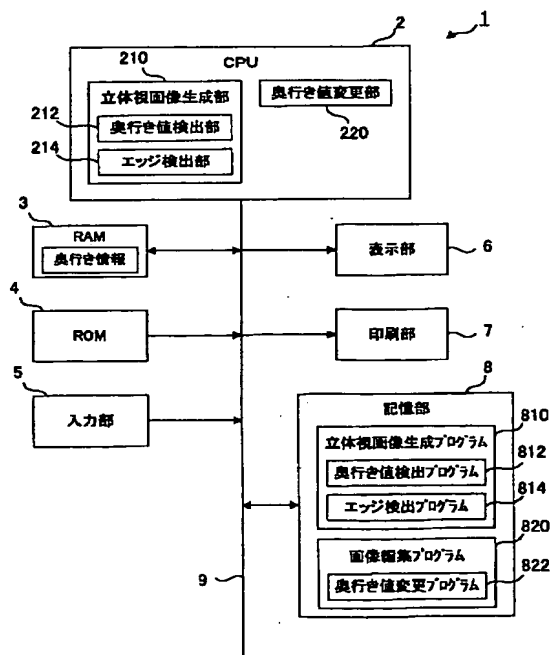 1
2
CPU
210
立体視画像生成部
212
奥行き値検出部
214
エッジ検出部
奥行き値変更部
220
3
RAM
奥行き情報
表示部
6
4
ROM
印刷部
7
5
入力部
8
記憶部
810
立体視画像生成プログラム
812
奥行き値検出プログラム
814
エッジ検出プログラム
820
画像編集プログラム
822
奥行き値変更プログラム
9